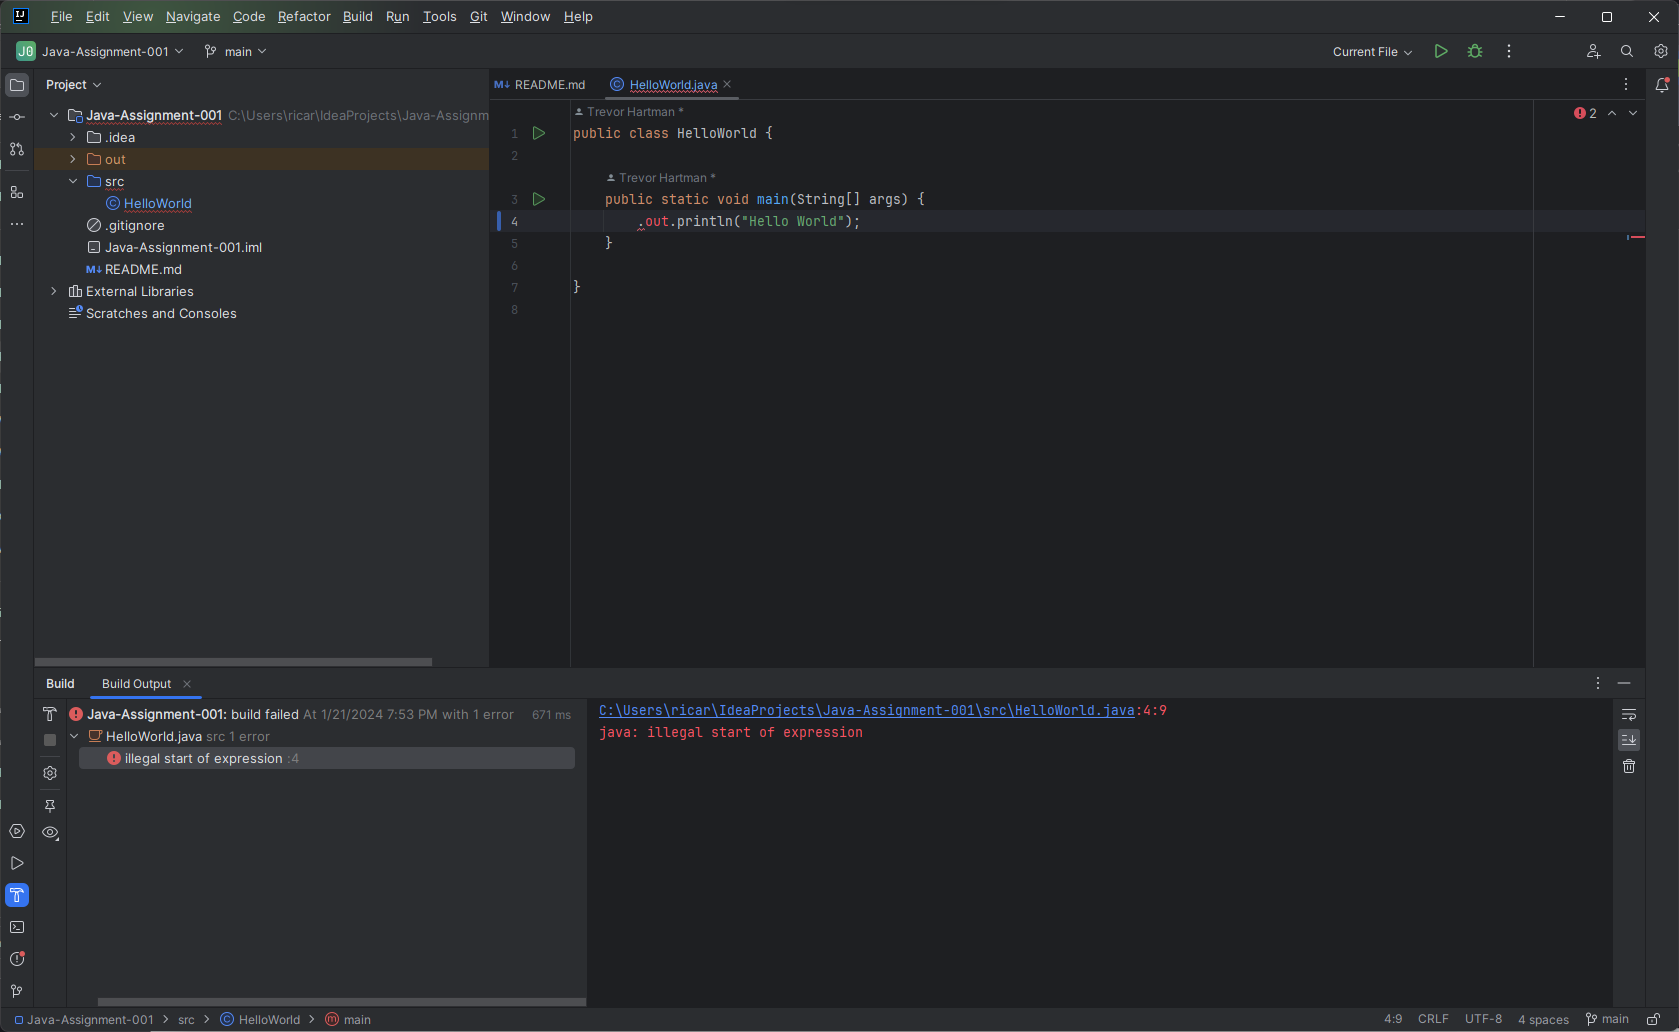 File Edit View Navigate Code Refactor Build Run Tools Git Window Help
J0 Java-Assignment-001 main Current File
Project
README.md HelloWorld.java
Java-Assignment-001 C:\Users\ricar\IdeaProjects\Java-Assignm
.idea
out
src
HelloWorld
.gitignore
Java-Assignment-001.iml
M↓ README.md
External Libraries
Scratches and Consoles
Trevor Hartman *
2
1 public class HelloWorld {
2
Trevor Hartman *
3 public static void main(String[] args) {
4 .out.println("Hello World");
5 }
6
7 }
8
Build Build Output
Java-Assignment-001: build failed At 1/21/2024 7:53 PM with 1 error 671 ms
HelloWorld.java src 1 error
illegal start of expression :4
C:\Users\ricar\IdeaProjects\Java-Assignment-001\src\HelloWorld.java:4:9
java: illegal start of expression
Java-Assignment-001 > src > HelloWorld > main 4:9 CRLF UTF-8 4 spaces main